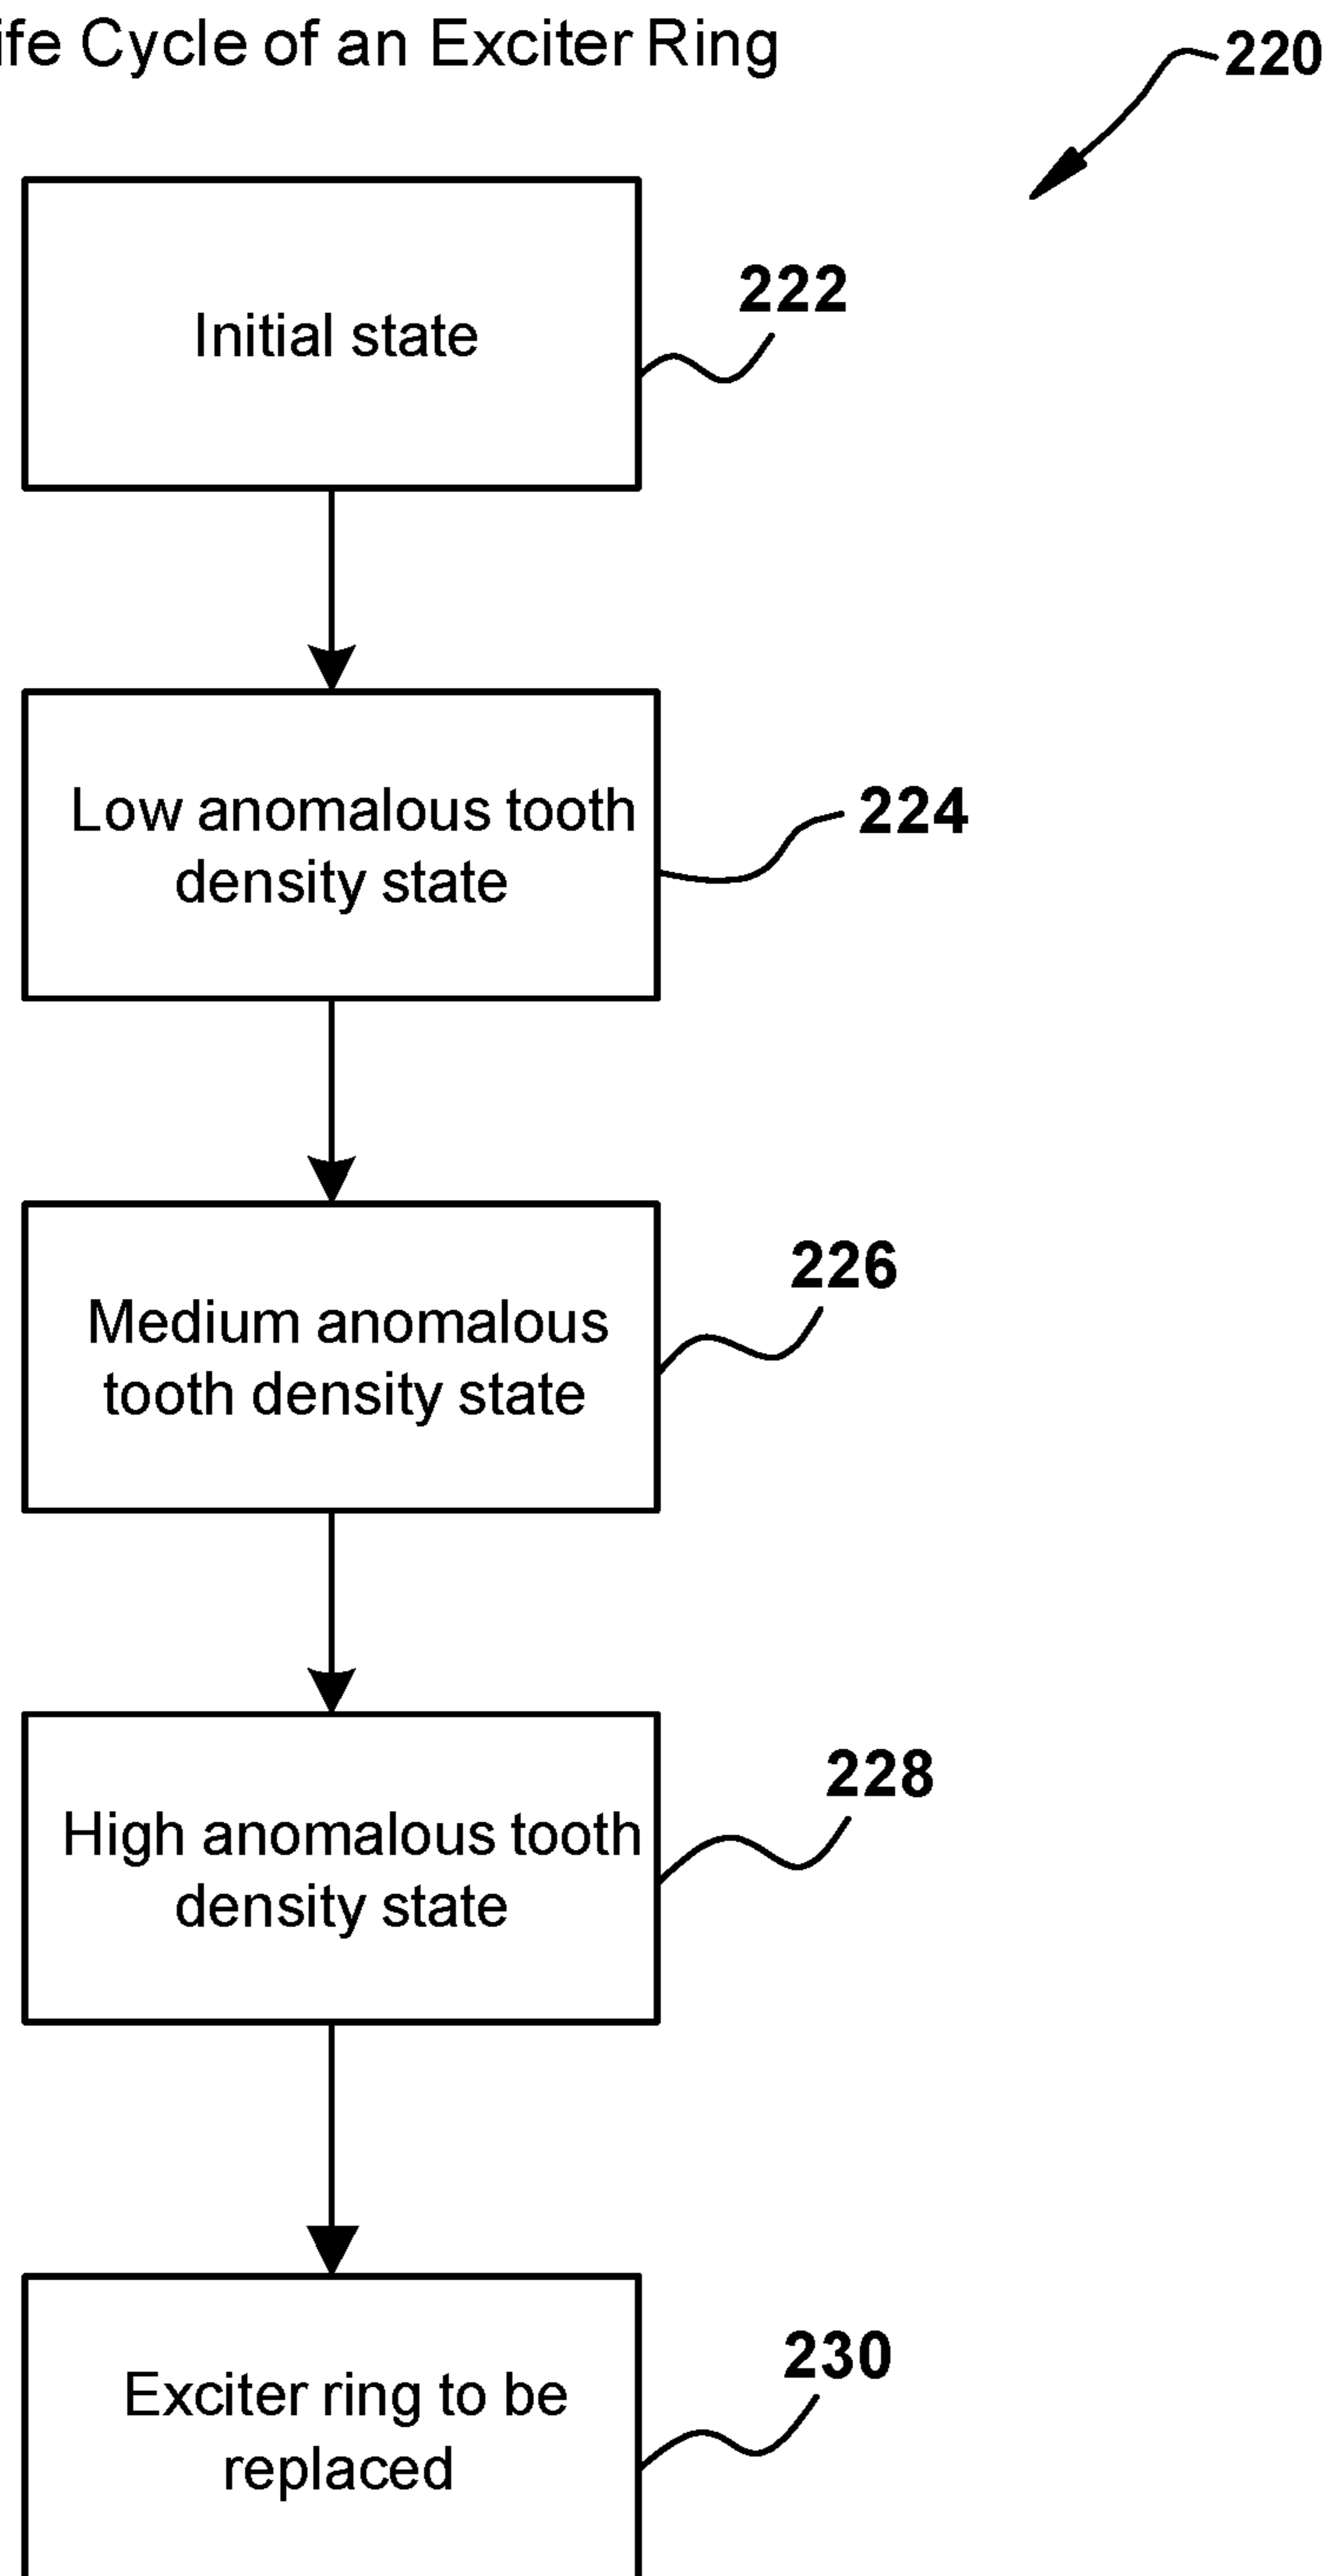 ife Cycle of an Exciter Ring
220
Initial state
222
Low anomalous tooth
density state
224
Medium anomalous
tooth density state
226
High anomalous tooth
density state
228
Exciter ring to be
replaced
230